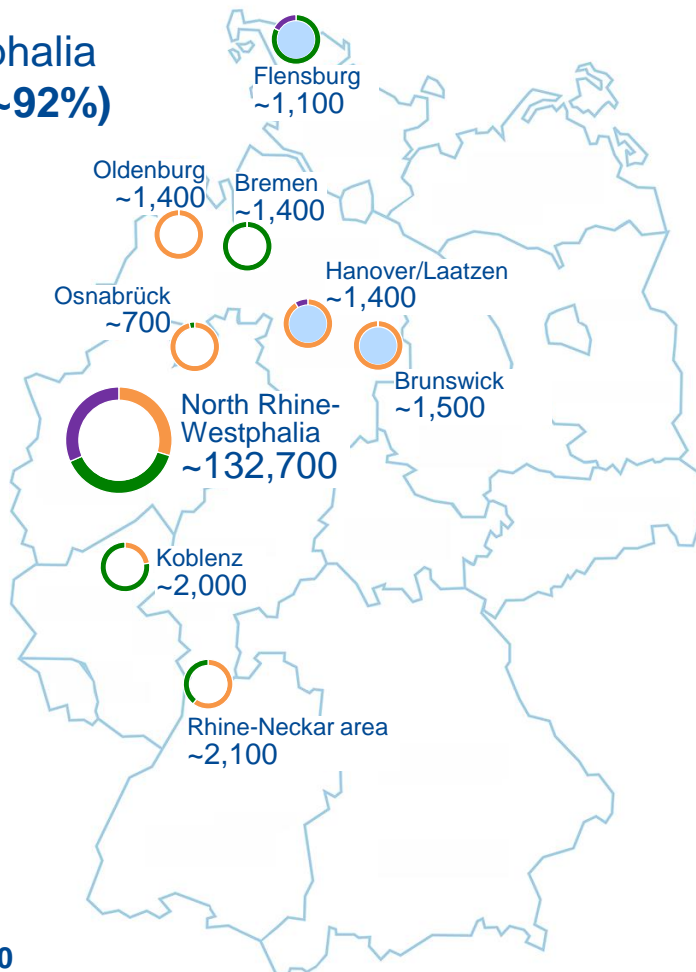 phalia
~92%)
Flensburg
~1,100
Oldenburg
~1,400
Bremen
~1,400
Hanover/Laatzen
~1,400
Osnabrück
~700
Brunswick
~1,500
North Rhine-
Westphalia
~132,700
Koblenz
~2,000
Rhine-Neckar area
~2,100
0